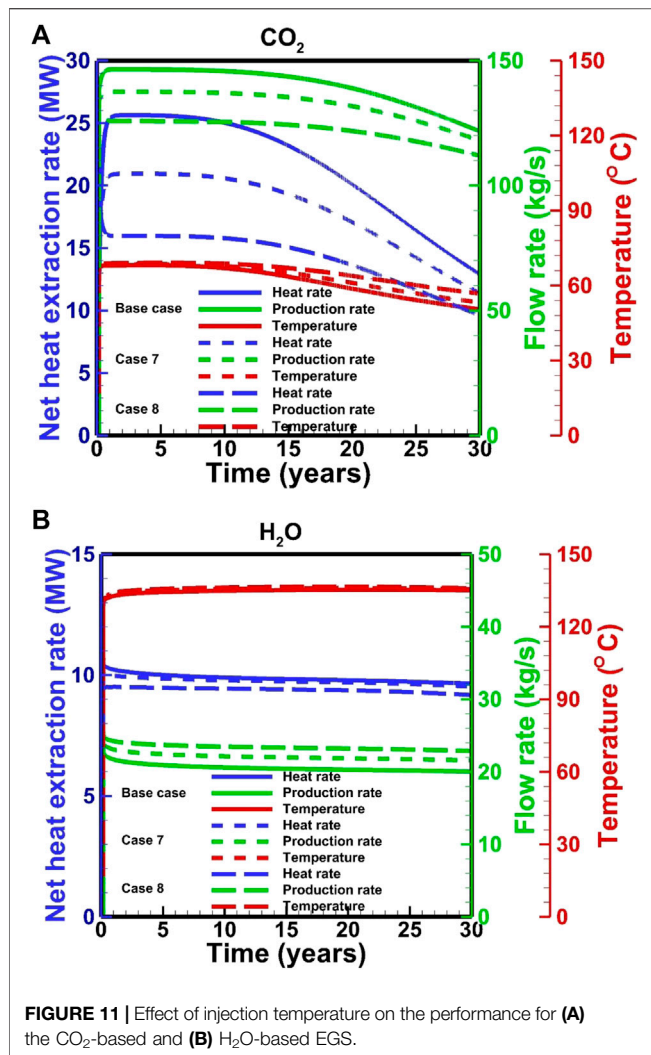 A
CO₂
Net heat extraction rate (MW)
30
25
20
15
10
5
0
150
100
50
0
Flow rate (kg/s)
150
120
90
60
30
0
Temperature (°C)
Base case
Heat rate
Production rate
Temperature
Case 7
Heat rate
Production rate
Temperature
Case 8
Heat rate
Production rate
Temperature
0 5 10 15 20 25 30
Time (years)
B
H₂O
Net heat extraction rate (MW)
15
10
5
0
50
40
30
20
10
0
Flow rate (kg/s)
150
120
90
60
30
0
Temperature (°C)
Base case
Heat rate
Production rate
Temperature
Case 7
Heat rate
Production rate
Temperature
Case 8
Heat rate
Production rate
Temperature
0 5 10 15 20 25 30
Time (years)
FIGURE 11 | Effect of injection temperature on the performance for (A)
the CO₂-based and (B) H₂O-based EGS.